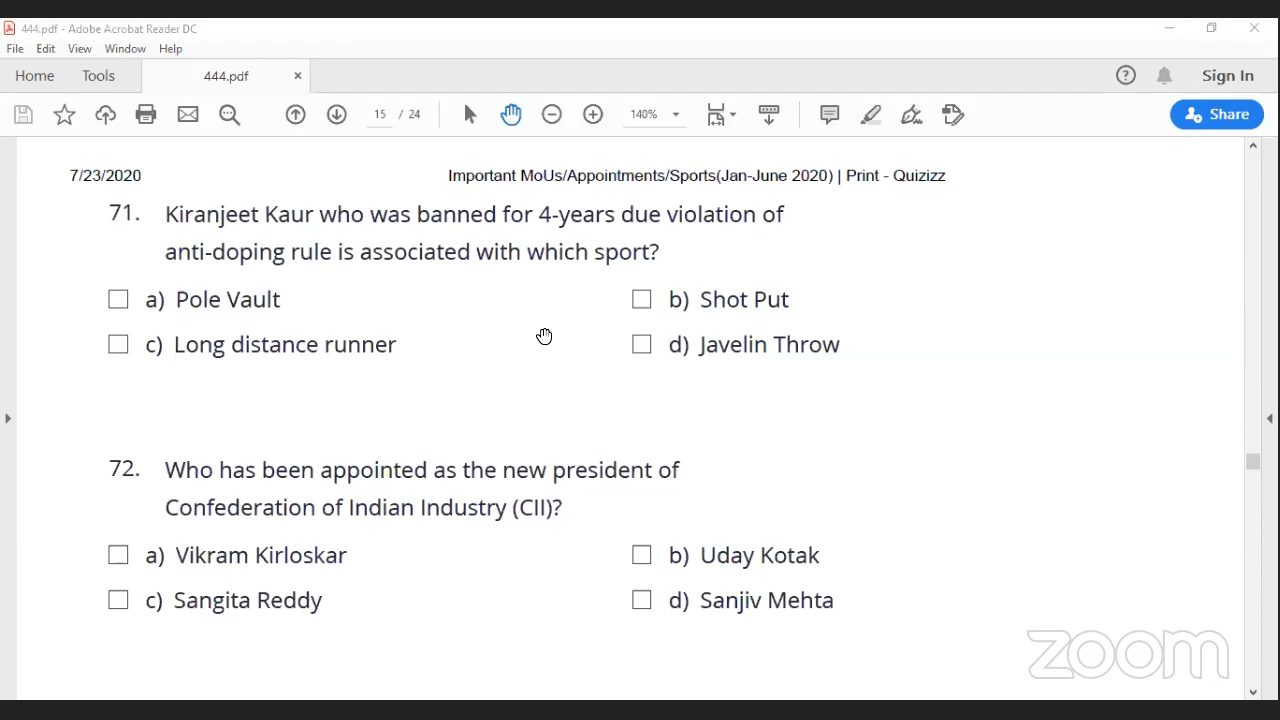 444.pdf - Adobe Acrobat Reader DC
File Edit View Window Help
Home Tools 444.pdf × Sign In
15 / 24 140% Share
7/23/2020 Important MoUs/Appointments/Sports(Jan-June 2020) | Print - Quizizz
71. Kiranjeet Kaur who was banned for 4-years due violation of
anti-doping rule is associated with which sport?
a) Pole Vault b) Shot Put
c) Long distance runner d) Javelin Throw
72. Who has been appointed as the new president of
Confederation of Indian Industry (CII)?
a) Vikram Kirloskar b) Uday Kotak
c) Sangita Reddy d) Sanjiv Mehta
zoom